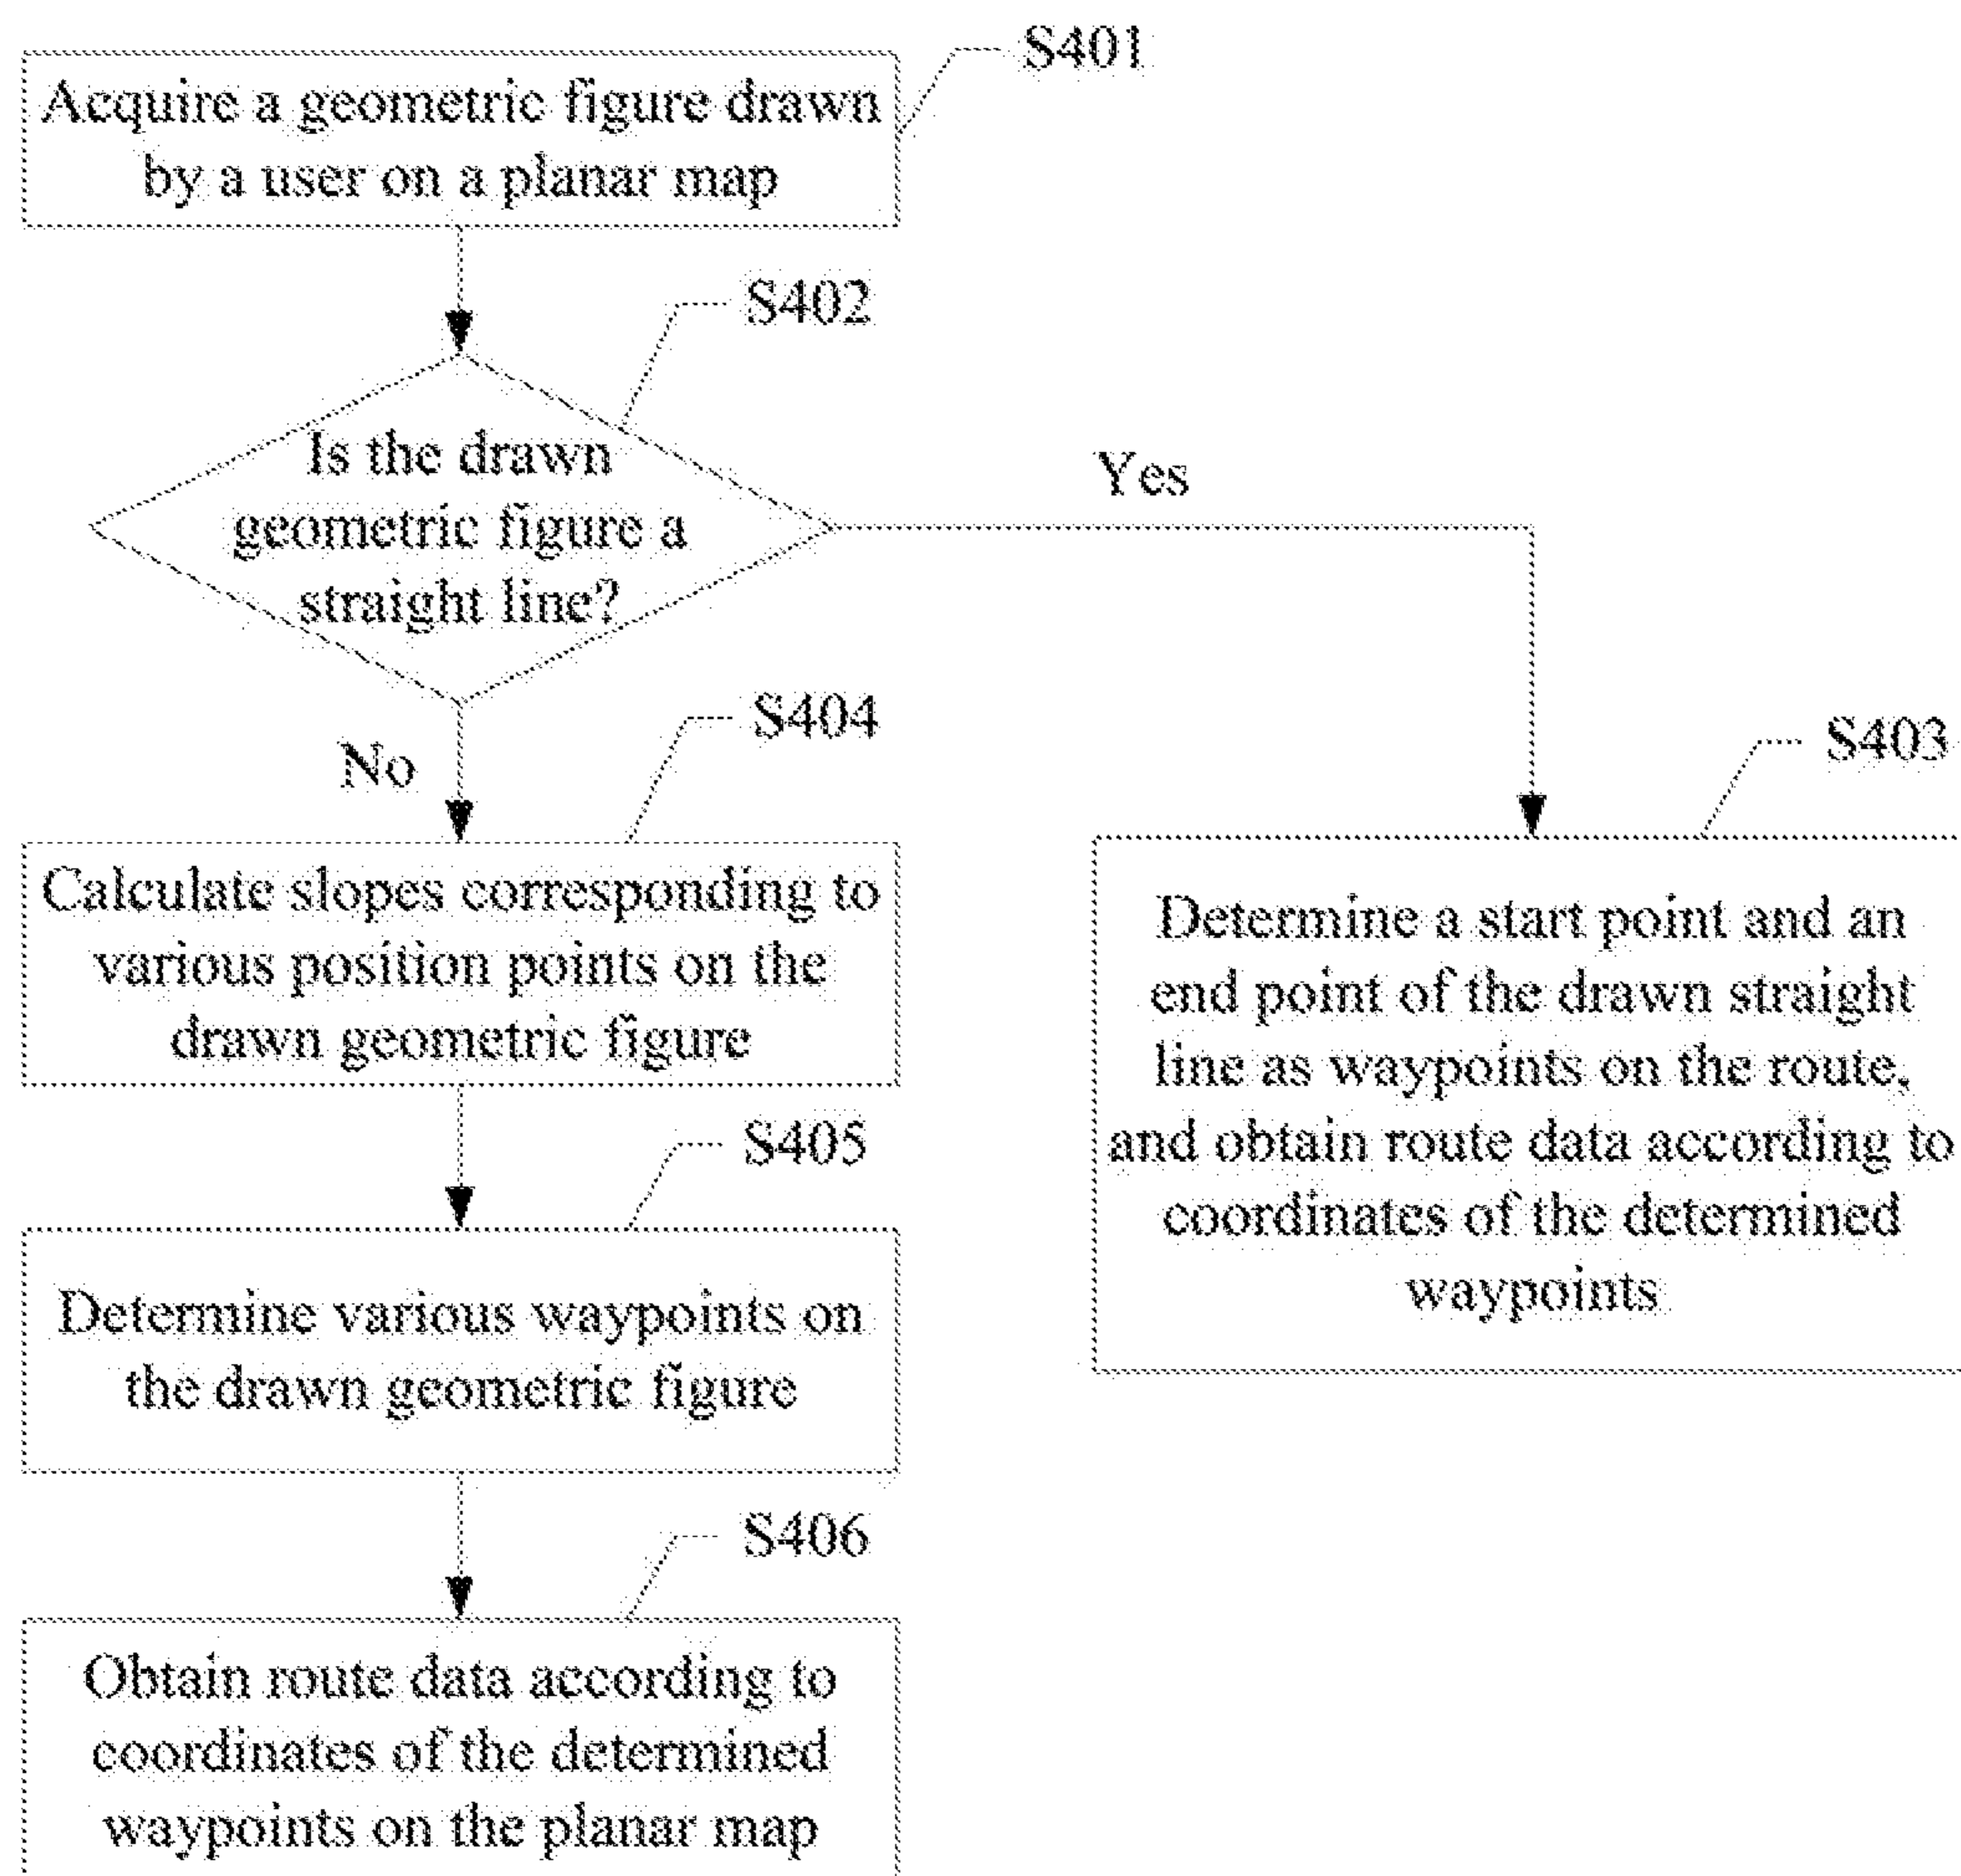 S401
Acquire a geometric figure drawn
by a user on a planar map
S402
Is the drawn
geometric figure a
straight line?
Yes
No
S404
Calculate slopes corresponding to
various position points on the
drawn geometric figure
S403
Determine a start point and an
end point of the drawn straight
line as waypoints on the route,
and obtain route data according to
coordinates of the determined
waypoints
S405
Determine various waypoints on
the drawn geometric figure
S406
Obtain route data according to
coordinates of the determined
waypoints on the planar map